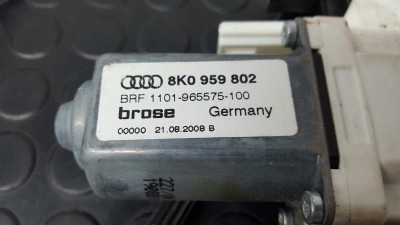 8K0 959 802
BRF 1101-965575-100
brose Germany
00000 21.08.2008 B